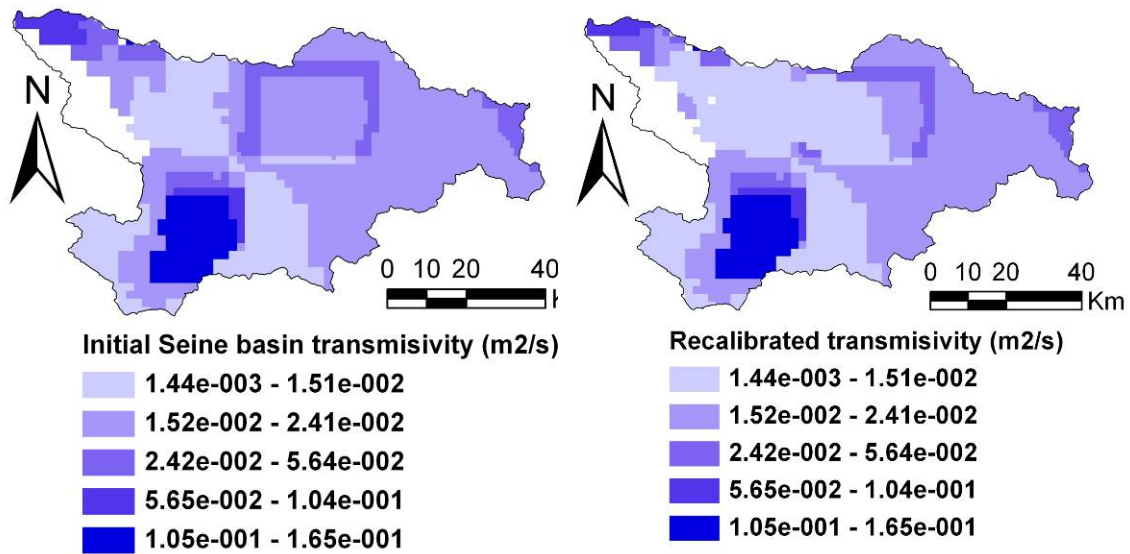 N
0 10 20 40
Initial Seine basin transmisivity (m2/s)
1.44e-003 - 1.51e-002
1.52e-002 - 2.41e-002
2.42e-002 - 5.64e-002
5.65e-002 - 1.04e-001
1.05e-001 - 1.65e-001
N
0 10 20 40
Km
Recalibrated transmisivity (m2/s)
1.44e-003 - 1.51e-002
1.52e-002 - 2.41e-002
2.42e-002 - 5.64e-002
5.65e-002 - 1.04e-001
1.05e-001 - 1.65e-001